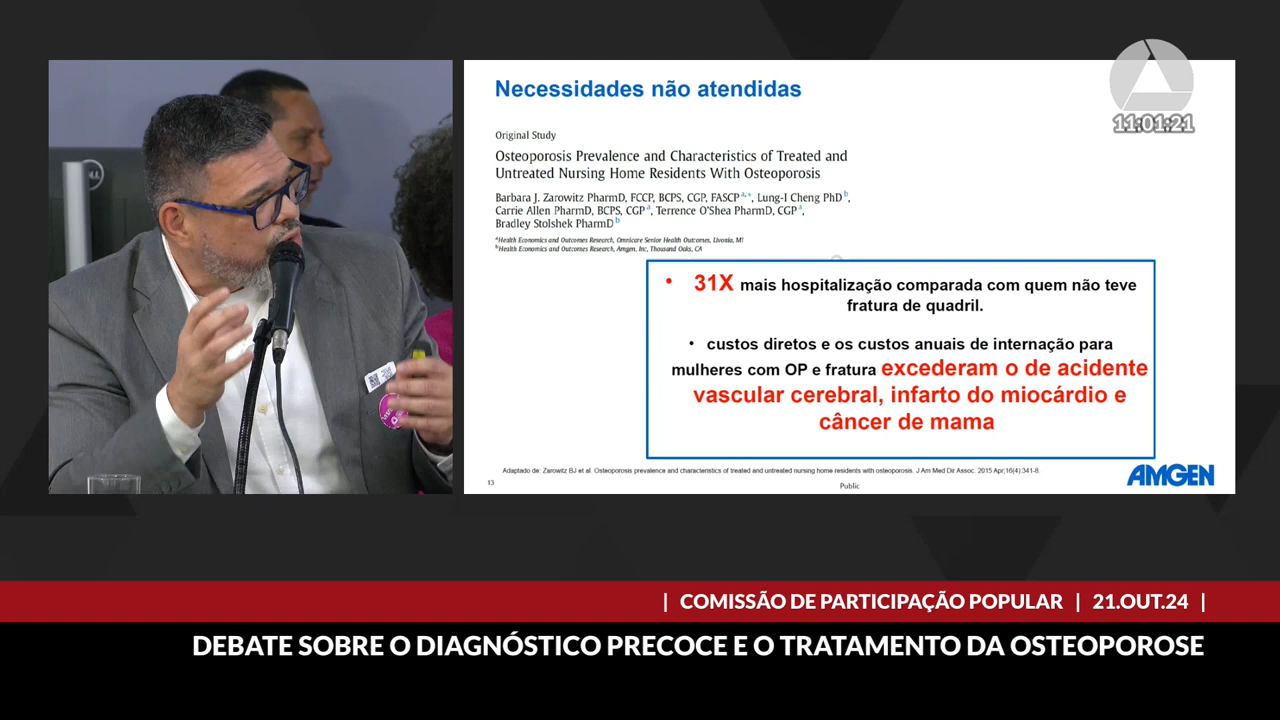 Necessidades não atendidas
11:01:21
Original Study
Osteoporosis Prevalence and Characteristics of Treated and
Untreated Nursing Home Residents With Osteoporosis
Barbara J. Zarowitz PharmD, FCCP, BCPS, CGP, FASCP a,*, Lung-I Cheng PhD b,
Carrie Allen PharmD, BCPS, CGP a, Terrence O'Shea PharmD, CGP a,
Bradley Stolshek PharmD b
a Health Economics and Outcomes Research, Omnicare Senior Health Outcomes, Livonia, MI
b Health Economics and Outcomes Research, Amgen, Inc, Thousand Oaks, CA
• 31X mais hospitalização comparada com quem não teve
fratura de quadril.
• custos diretos e os custos anuais de internação para
mulheres com OP e fratura excederam o de acidente
vascular cerebral, infarto do miocárdio e
câncer de mama
Adaptado de: Zarowitz BJ et al. Osteoporosis prevalence and characteristics of treated and untreated nursing home residents with osteoporosis. J Am Med Dir Assoc. 2015 Apr;16(4):341-8.
AMGEN
13
Public
| COMISSÃO DE PARTICIPAÇÃO POPULAR | 21.OUT.24 |
DEBATE SOBRE O DIAGNÓSTICO PRECOCE E O TRATAMENTO DA OSTEOPOROSE